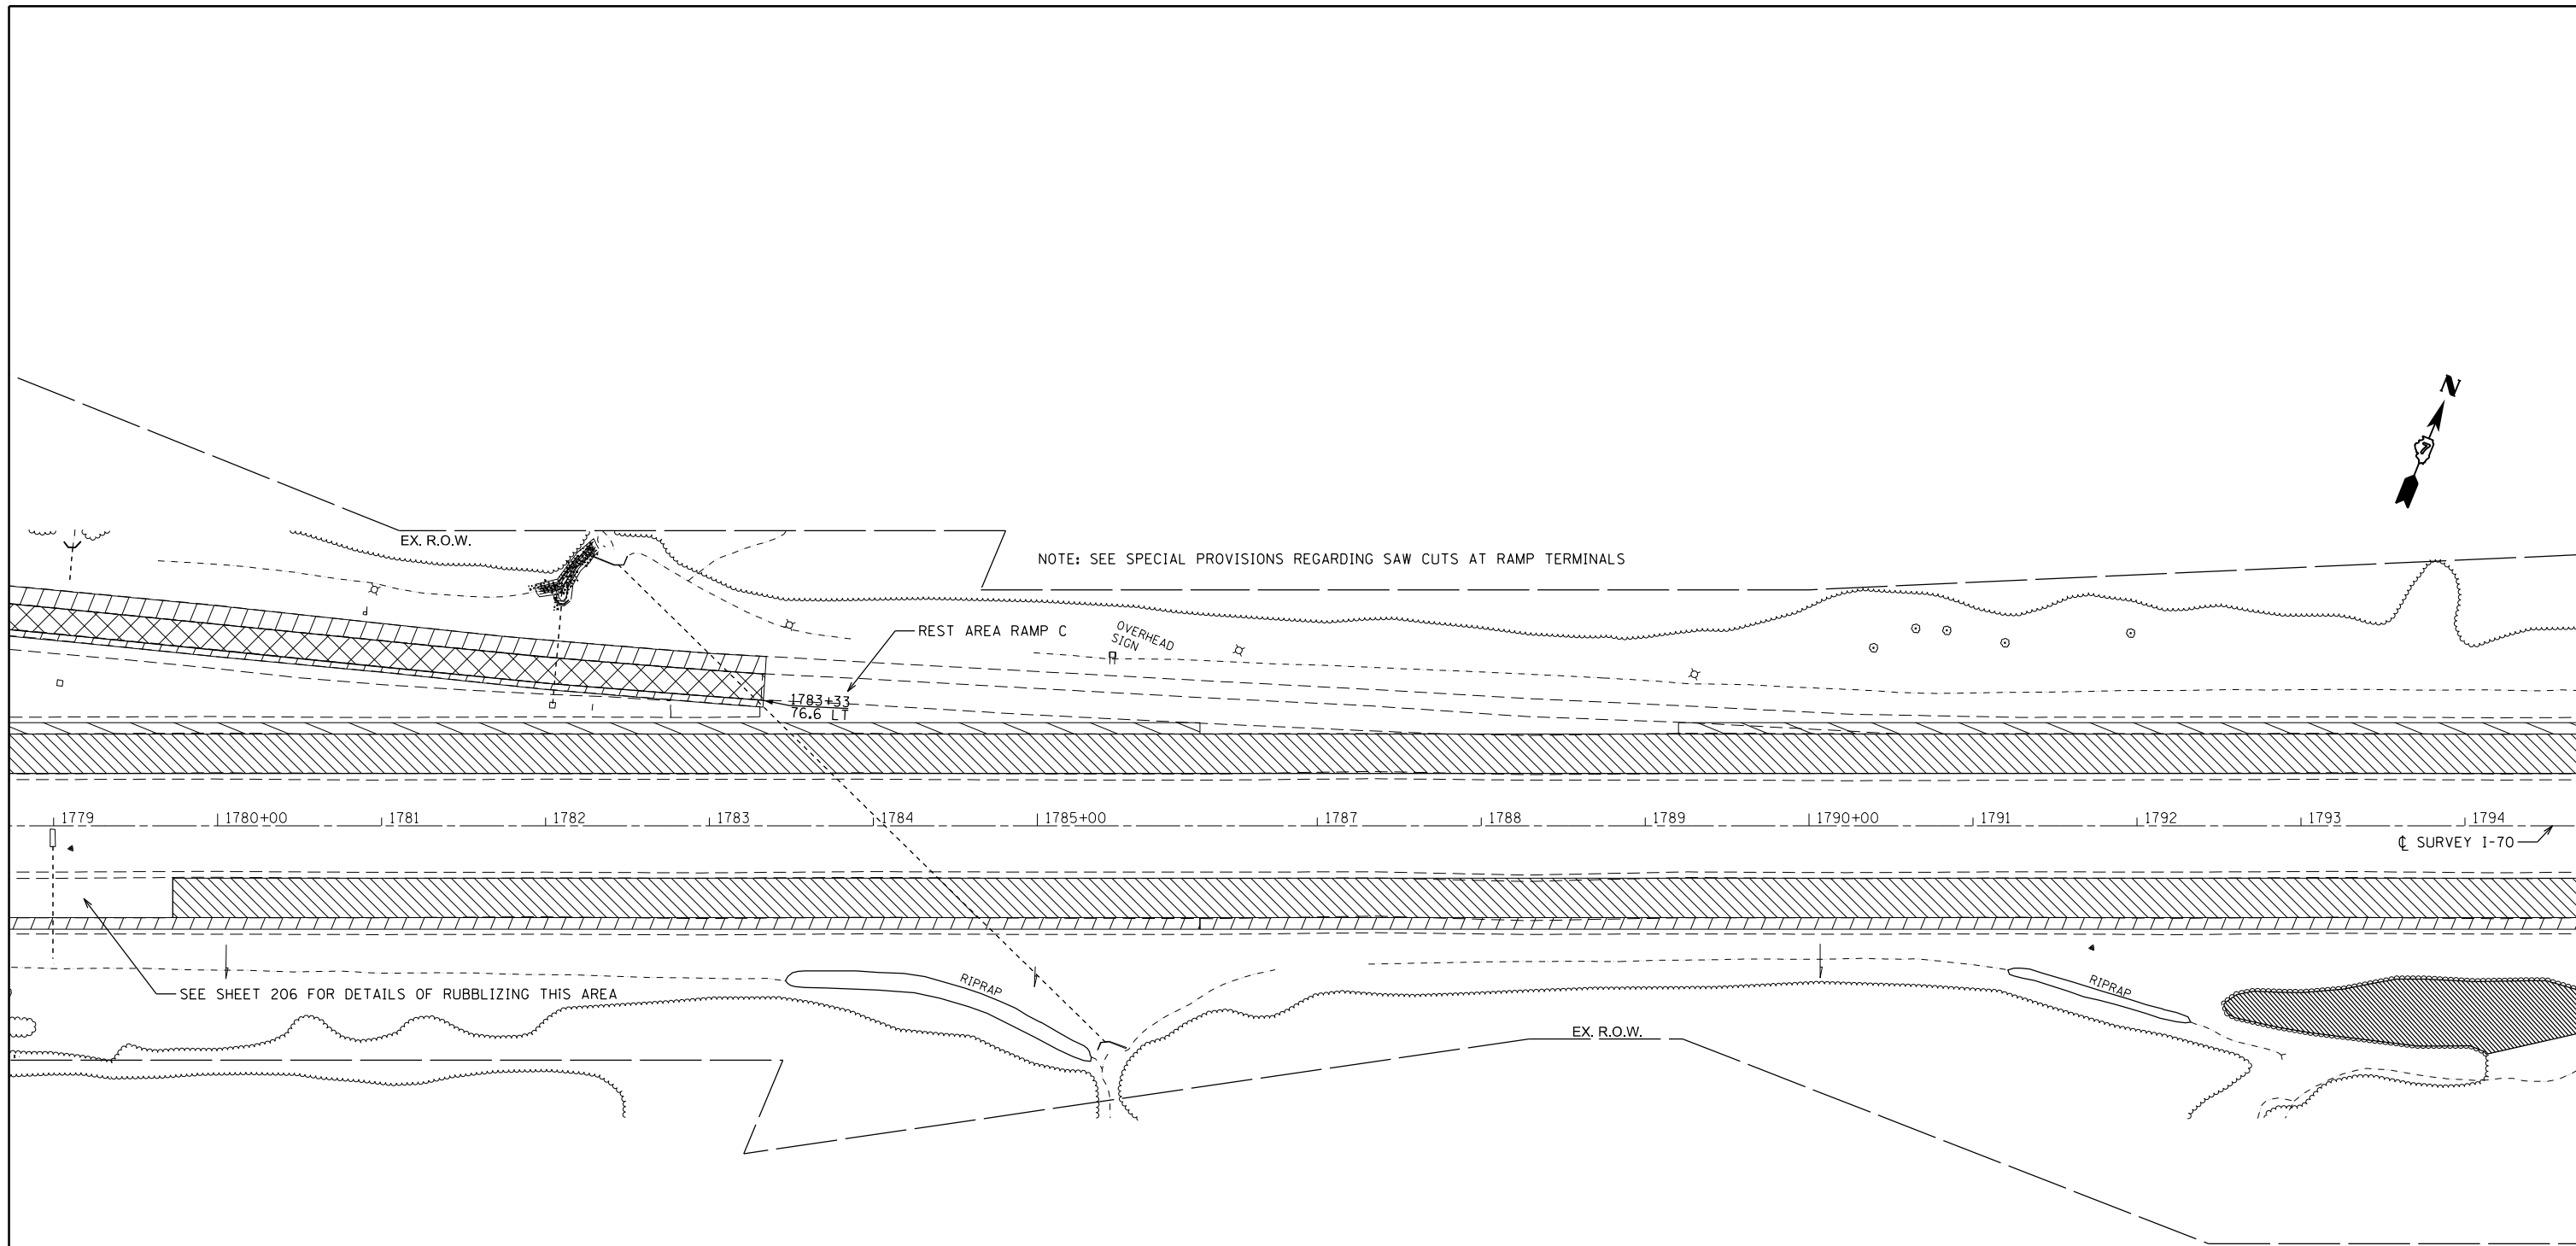 N
7
EX. R.O.W.
NOTE: SEE SPECIAL PROVISIONS REGARDING SAW CUTS AT RAMP TERMINALS
REST AREA RAMP C
OVERHEAD
SIGN
1783+33
76.6 LT
1779
1780+00
1781
1782
1783
1784
1785+00
1787
1788
1789
1790+00
1791
1792
1793
1794
℄ SURVEY I-70
SEE SHEET 206 FOR DETAILS OF RUBBLIZING THIS AREA
RIPRAP
RIPRAP
EX. R.O.W.